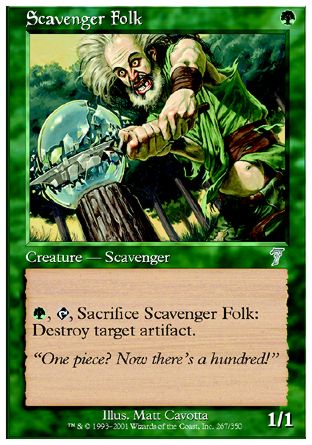 Scavenger Folk
Creature — Scavenger
, , Sacrifice Scavenger Folk:
Destroy target artifact.
“One piece? Now there’s a hundred!”
Illus. Matt Cavotta
™ & © 1993–2001 Wizards of the Coast, Inc. 267/350
1/1